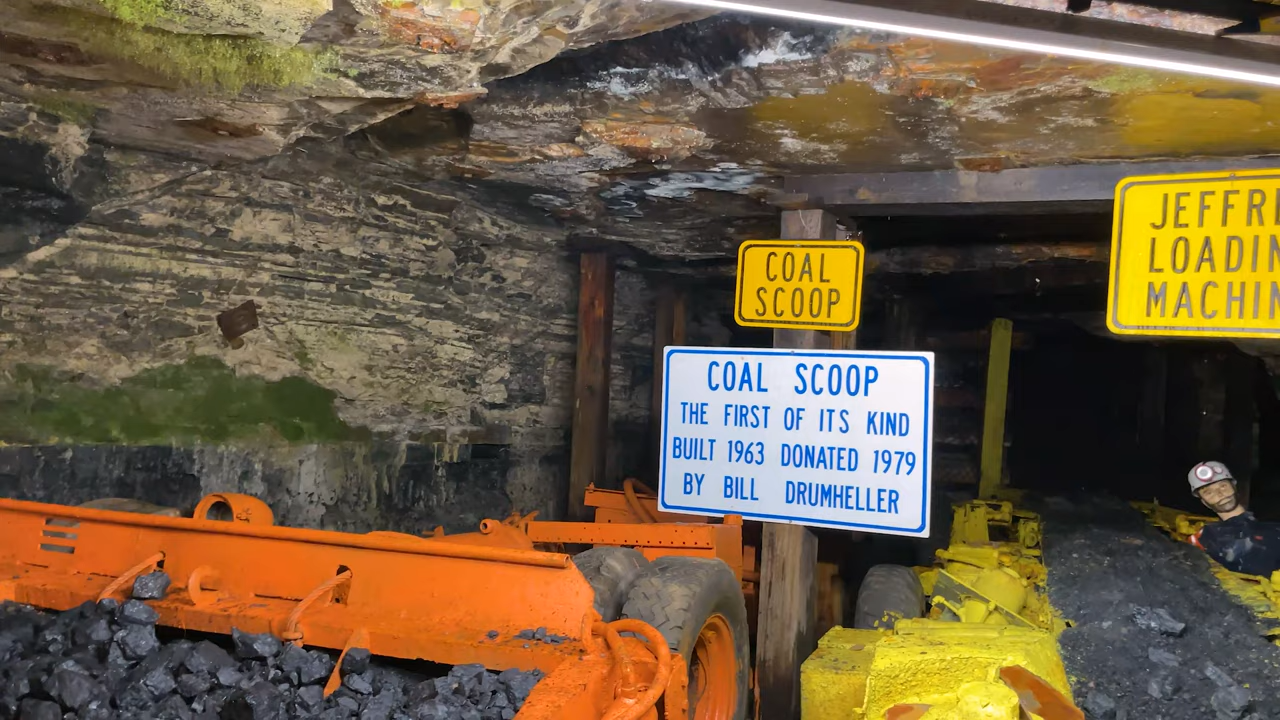 COAL
SCOOP
COAL SCOOP
THE FIRST OF ITS KIND
BUILT 1963 DONATED 1979
BY BILL DRUMHELLER